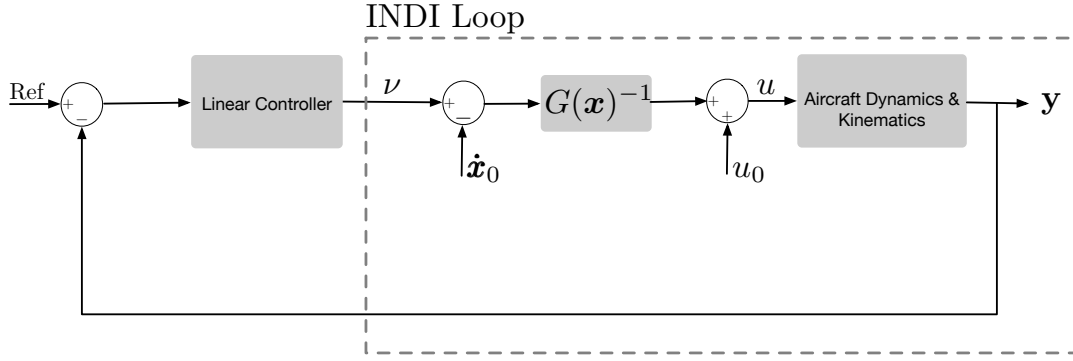 INDI Loop
Ref
+
−
Linear Controller
ν
+
−
ẋ₀
G(x)⁻¹
+
+
u₀
u
Aircraft Dynamics &
Kinematics
y